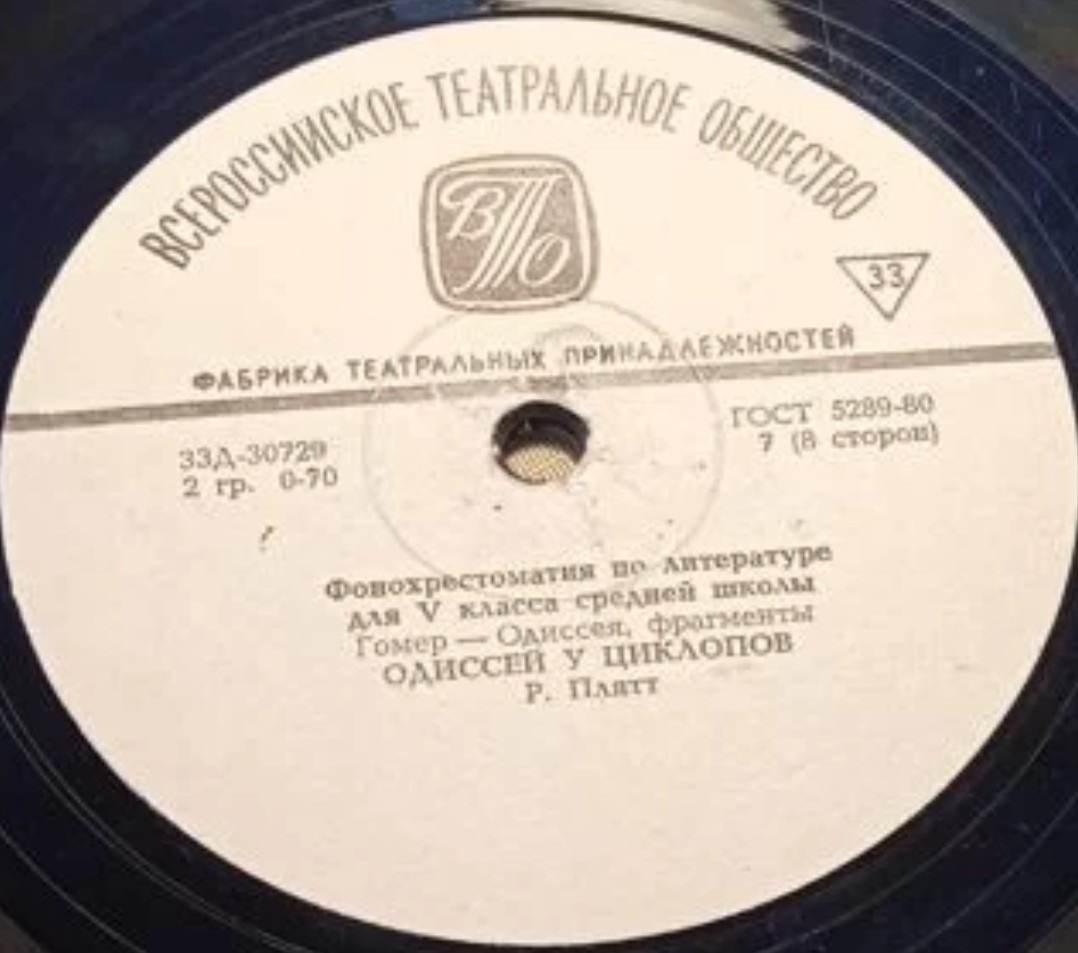 ВСЕРОССИЙСКОЕ ТЕАТРАЛЬНОЕ ОБЩЕСТВО
ВТО
33
ФАБРИКА ТЕАТРАЛЬНЫХ ПРИНАДЛЕЖНОСТЕЙ
33Д-30729
2 гр. 0-70
ГОСТ 5289-80
7 (8 сторон)
Фонохрестоматия по литературе
для V класса средней школы
Гомер — Одиссея, фрагменты
ОДИССЕЙ У ЦИКЛОПОВ
Р. Плятт